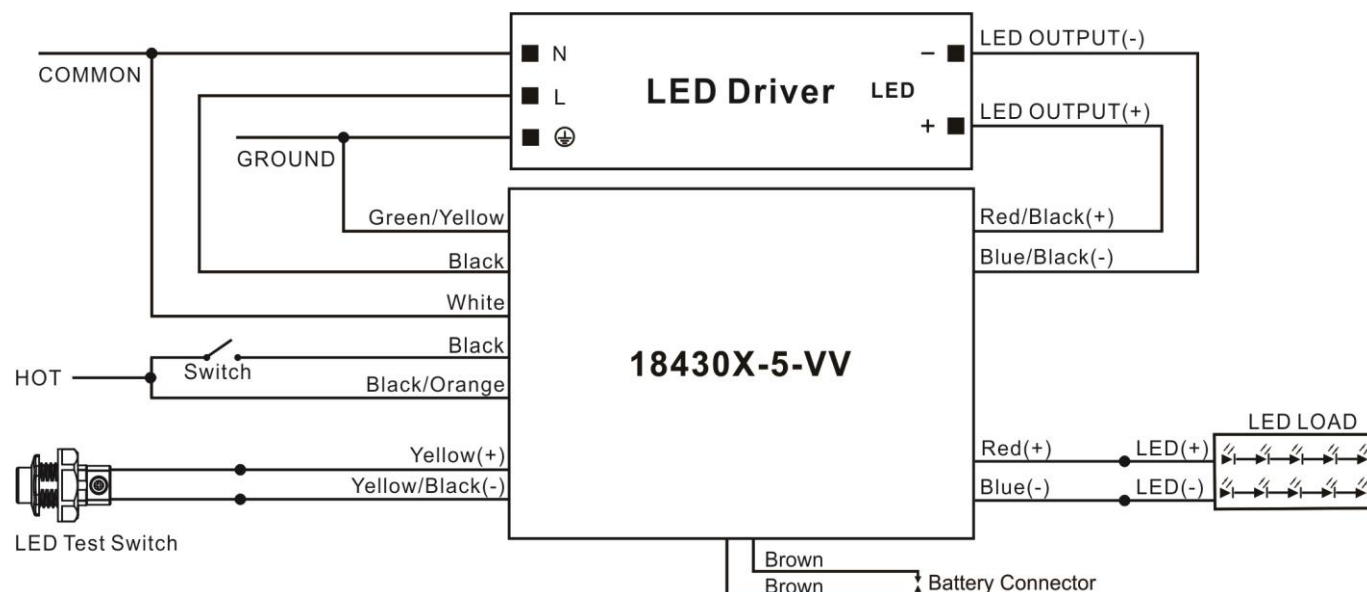 COMMON
N
L
GROUND
LED Driver
LED
−
+
LED OUTPUT(-)
LED OUTPUT(+)
Green/Yellow
Black
White
Black
Switch
HOT
Black/Orange
Yellow(+)
Yellow/Black(-)
LED Test Switch
18430X-5-VV
Red/Black(+)
Blue/Black(-)
Red(+)
LED(+)
Blue(-)
LED(-)
LED LOAD
Brown
Brown
Battery Connector